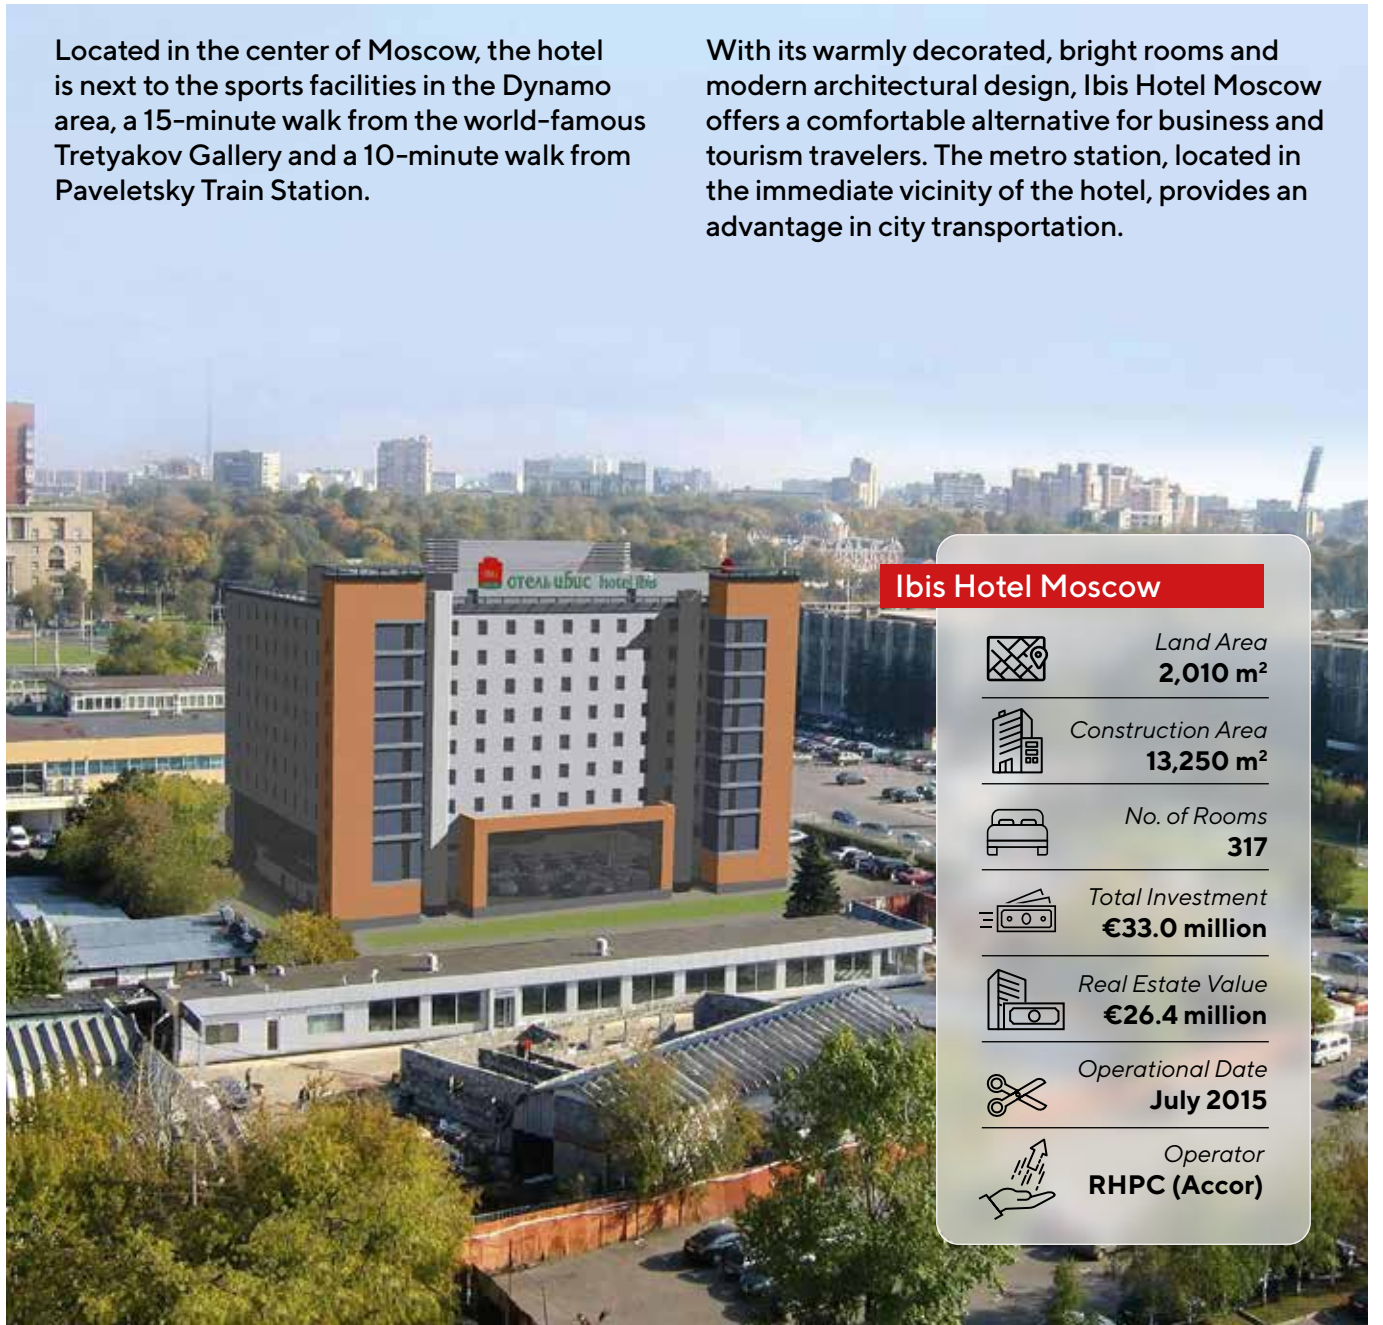 Located in the center of Moscow, the hotel
is next to the sports facilities in the Dynamo
area, a 15-minute walk from the world-famous
Tretyakov Gallery and a 10-minute walk from
Paveletsky Train Station.
With its warmly decorated, bright rooms and
modern architectural design, Ibis Hotel Moscow
offers a comfortable alternative for business and
tourism travelers. The metro station, located in
the immediate vicinity of the hotel, provides an
advantage in city transportation.
отель ибис hotel ibis
Ibis Hotel Moscow
Land Area
2,010 m²
Construction Area
13,250 m²
No. of Rooms
317
Total Investment
€33.0 million
Real Estate Value
€26.4 million
Operational Date
July 2015
Operator
RHPC (Accor)